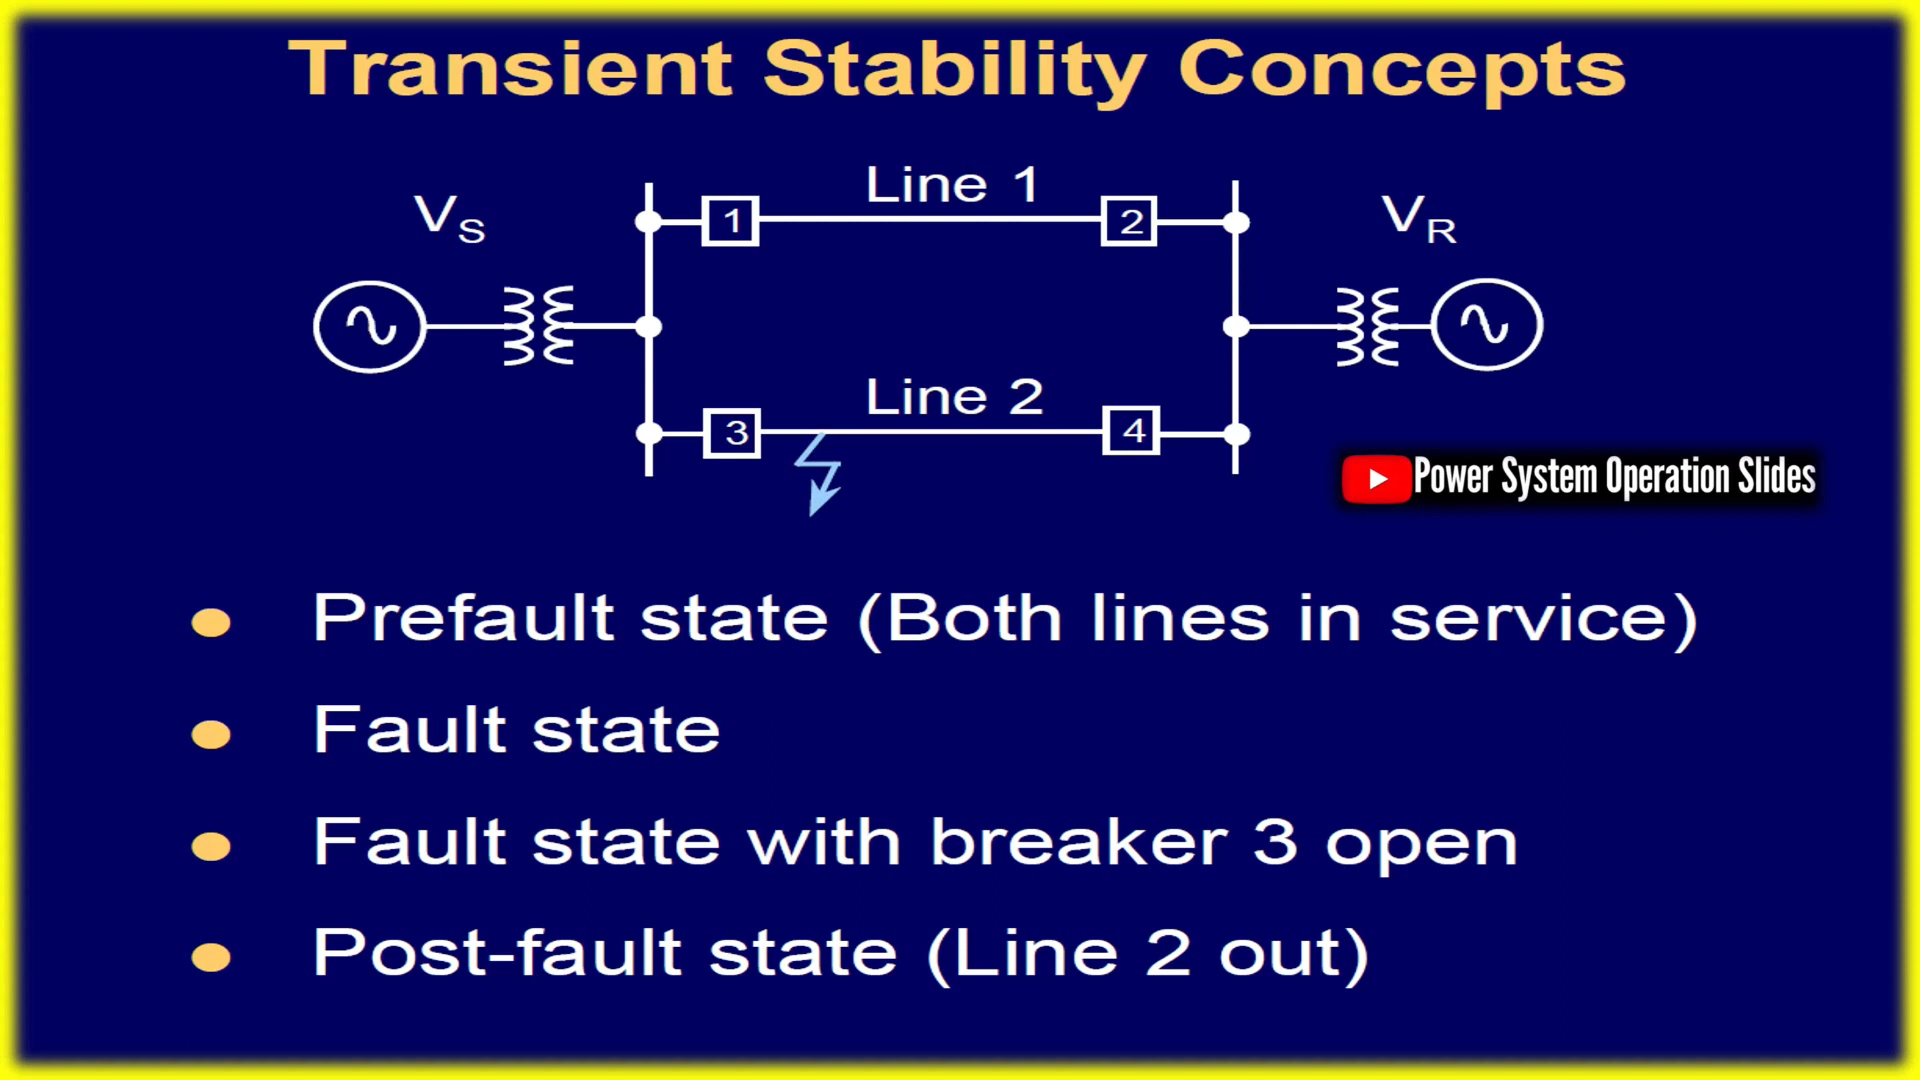 Transient Stability Concepts
Line 1
V_S
1
2
V_R
Line 2
3
4
Power System Operation Slides
Prefault state (Both lines in service)
Fault state
Fault state with breaker 3 open
Post-fault state (Line 2 out)